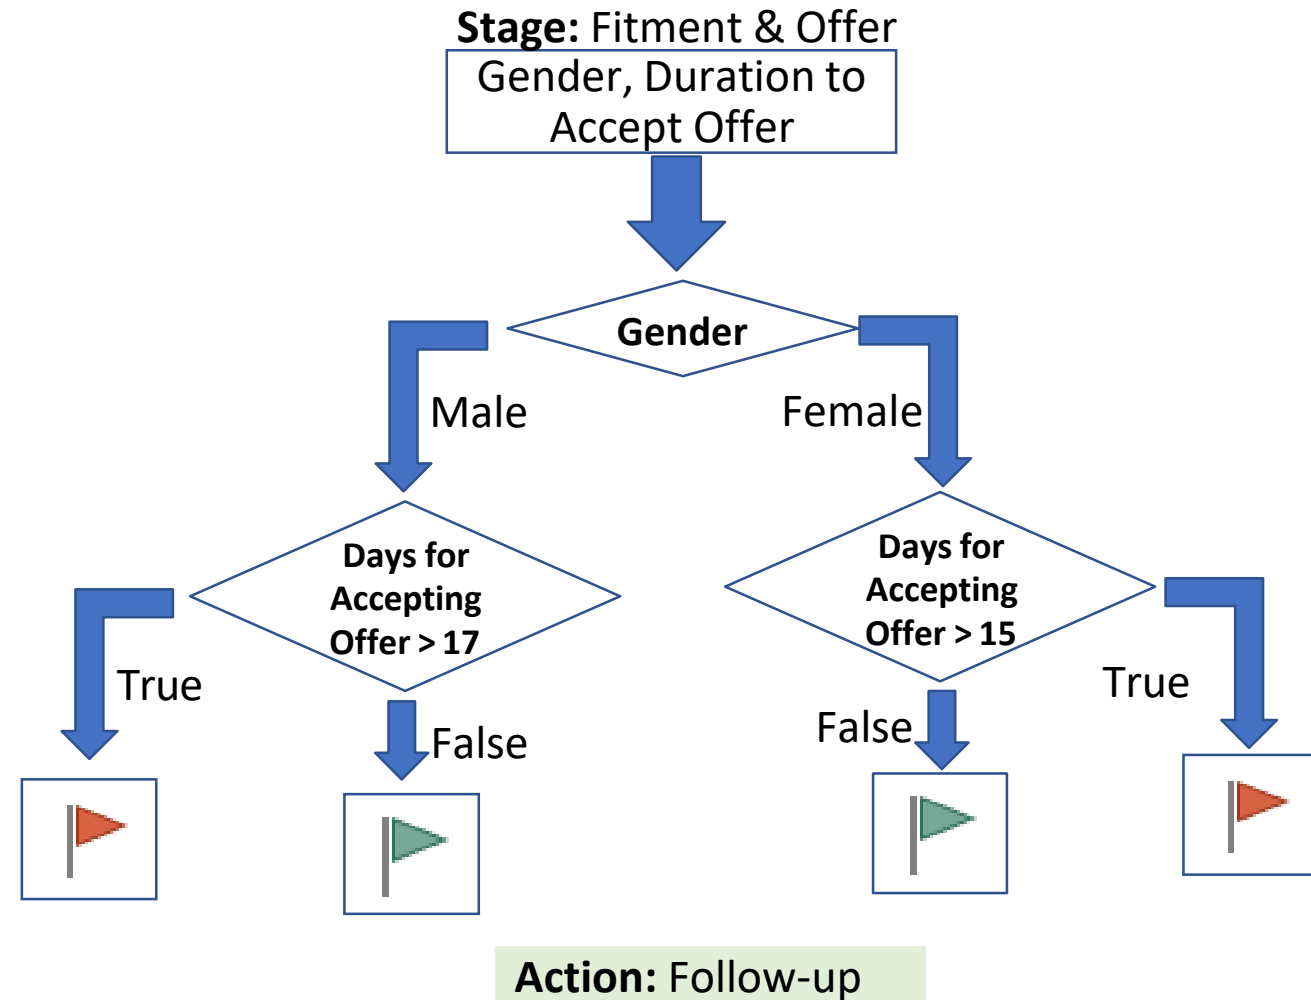 Stage: Fitment & Offer
Gender, Duration to
Accept Offer
Gender
Male
Female
Days for
Accepting
Offer > 17
Days for
Accepting
Offer > 15
True
False
False
True
Action: Follow-up